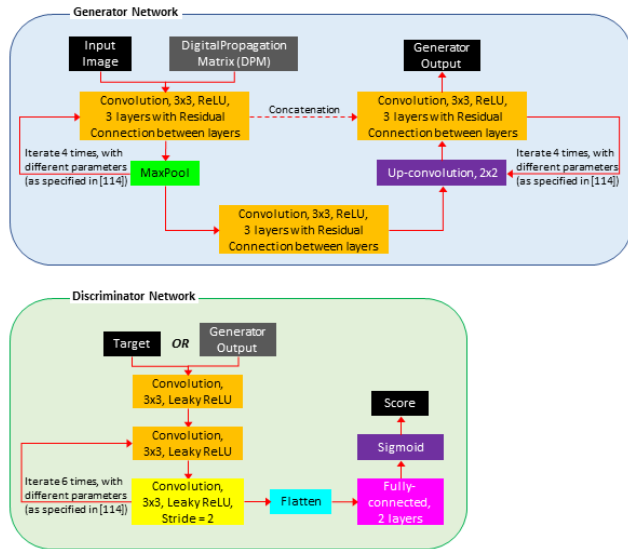 Generator Network
Input
Image
DigitalPropagation
Matrix (DPM)
Generator
Output
Convolution, 3x3, ReLU,
3 layers with Residual
Connection between layers
Concatenation
Convolution, 3x3, ReLU,
3 layers with Residual
Connection between layers
Iterate 4 times, with
different parameters
(as specified in [114])
MaxPool
Up-convolution, 2x2
Iterate 4 times, with
different parameters
(as specified in [114])
Convolution, 3x3, ReLU,
3 layers with Residual
Connection between layers
Discriminator Network
Target
OR
Generator
Output
Convolution,
3x3, Leaky ReLU
Convolution,
3x3, Leaky ReLU
Iterate 6 times, with
different parameters
(as specified in [114])
Convolution,
3x3, Leaky ReLU,
Stride = 2
Flatten
Fully-
connected,
2 layers
Sigmoid
Score